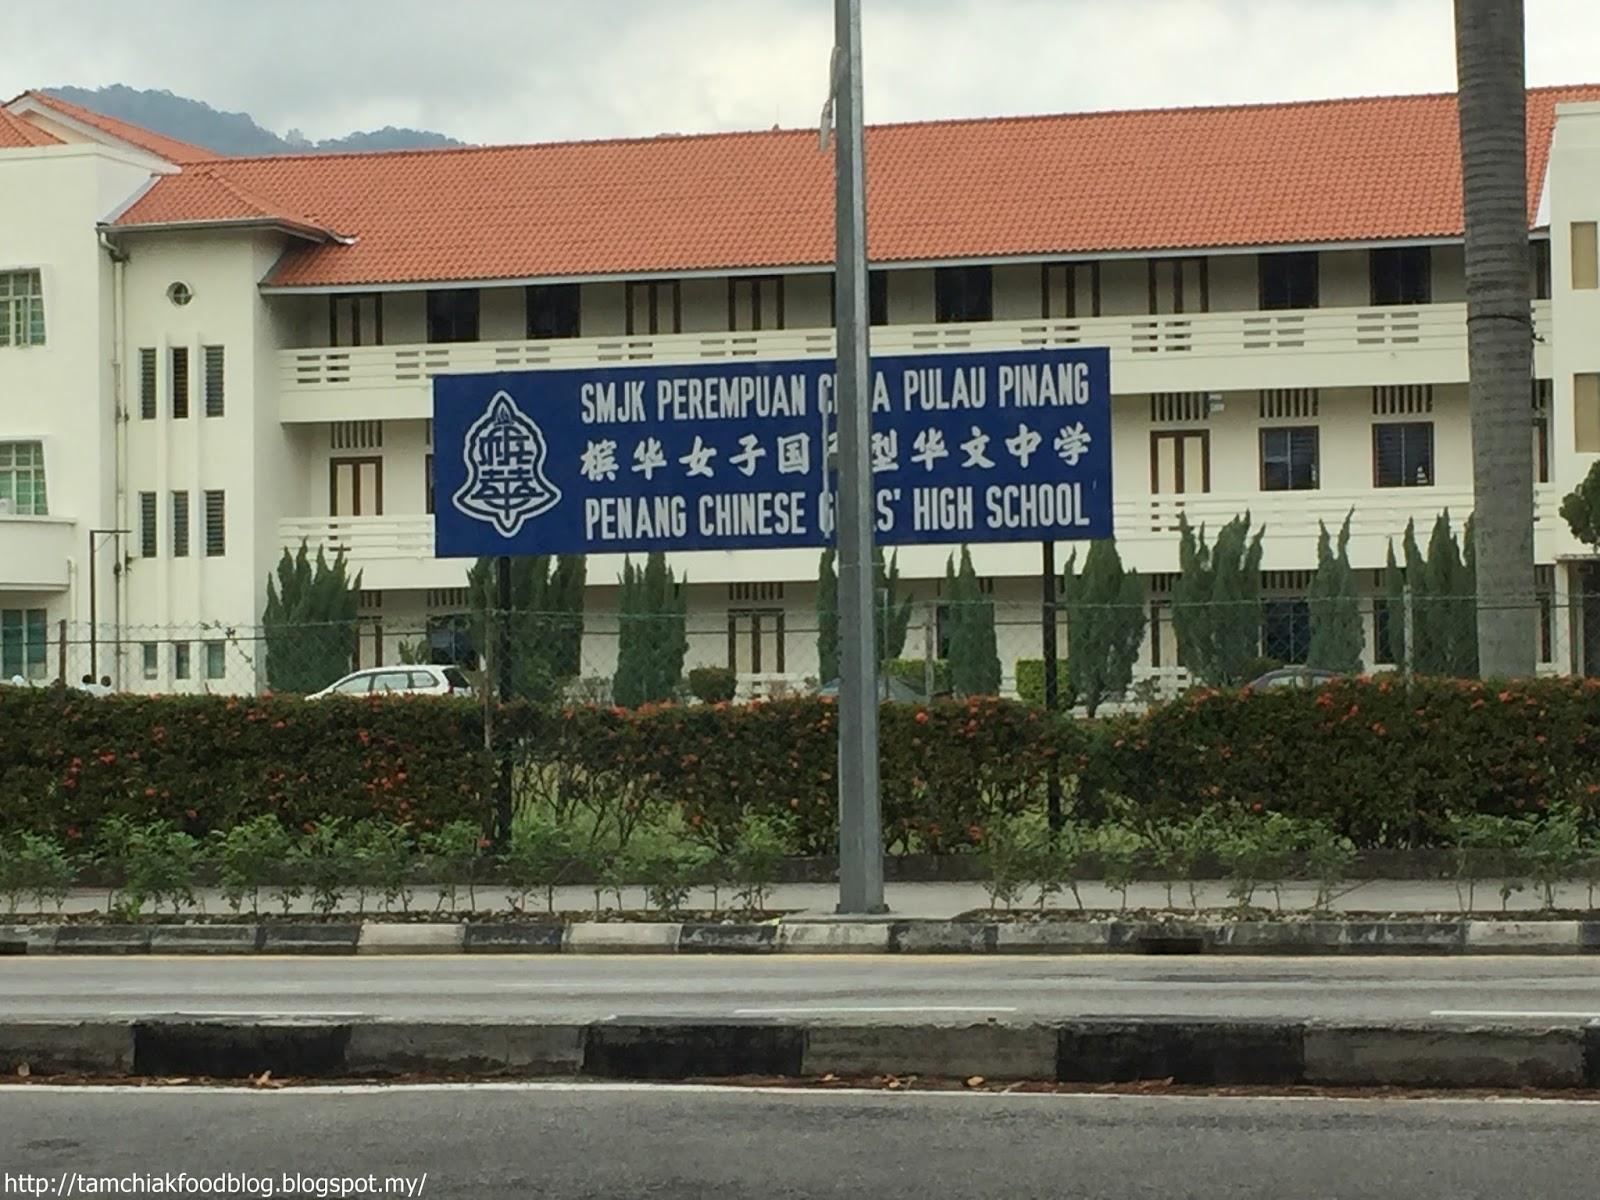 SMJK PEREMPUAN PULAU PINANG
槟华女子国型华文中学
PENANG CHINESE HIGH SCHOOL
http://tamchiakfoodblog.blogspot.my/